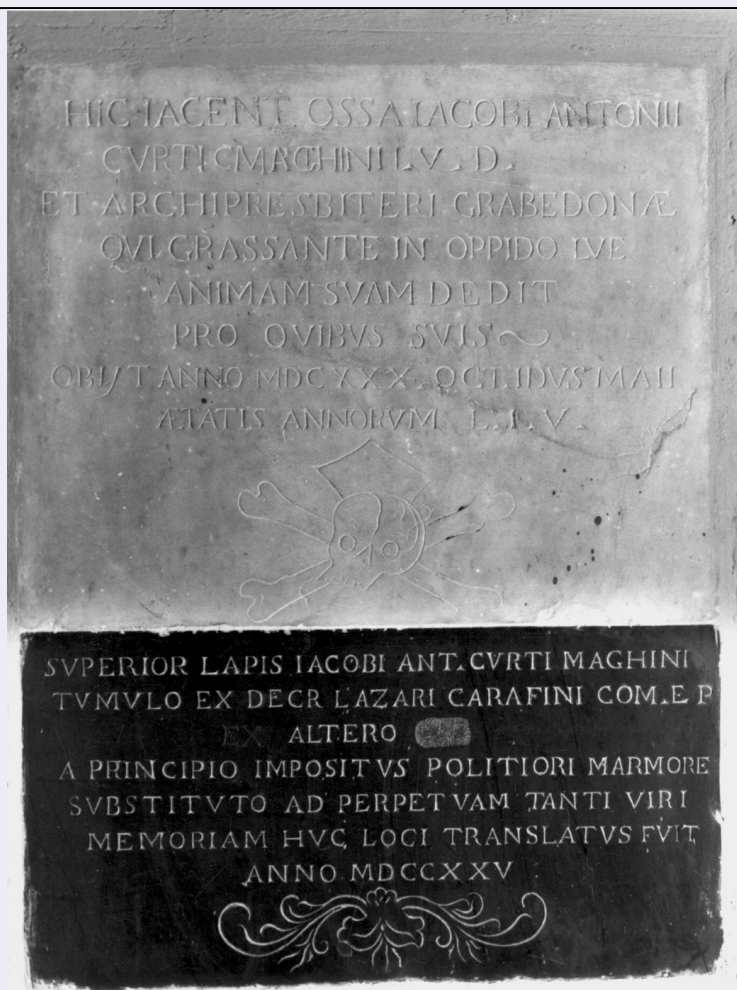 HIC·IACENT OSSA·IACOBI ANTONII
CVRTI CMAGHINI I.V. D.
ET ARCHIPRESBITERI GRABEDONÆ
QVI GRASSANTE IN OPPIDO LVE
ANIMAM SVAM DEDIT
PRO OVIBVS SVIS
OBIJT ANNO MDCXXX OCT. IDVS MAII
ÆTATIS ANNORVM L.I.V.
SVPERIOR LAPIS IACOBI ANT. CVRTI MAGHINI
TVMVLO EX DECR LAZARI CARAFINI COM. E P
EX ALTERO
A PRINCIPIO IMPOSITVS POLITIORI MARMORE
SVBSTITVTO AD PERPETVAM TANTI VIRI
MEMORIAM HVC LOCI TRANSLATVS FVIT
ANNO MDCCXXV